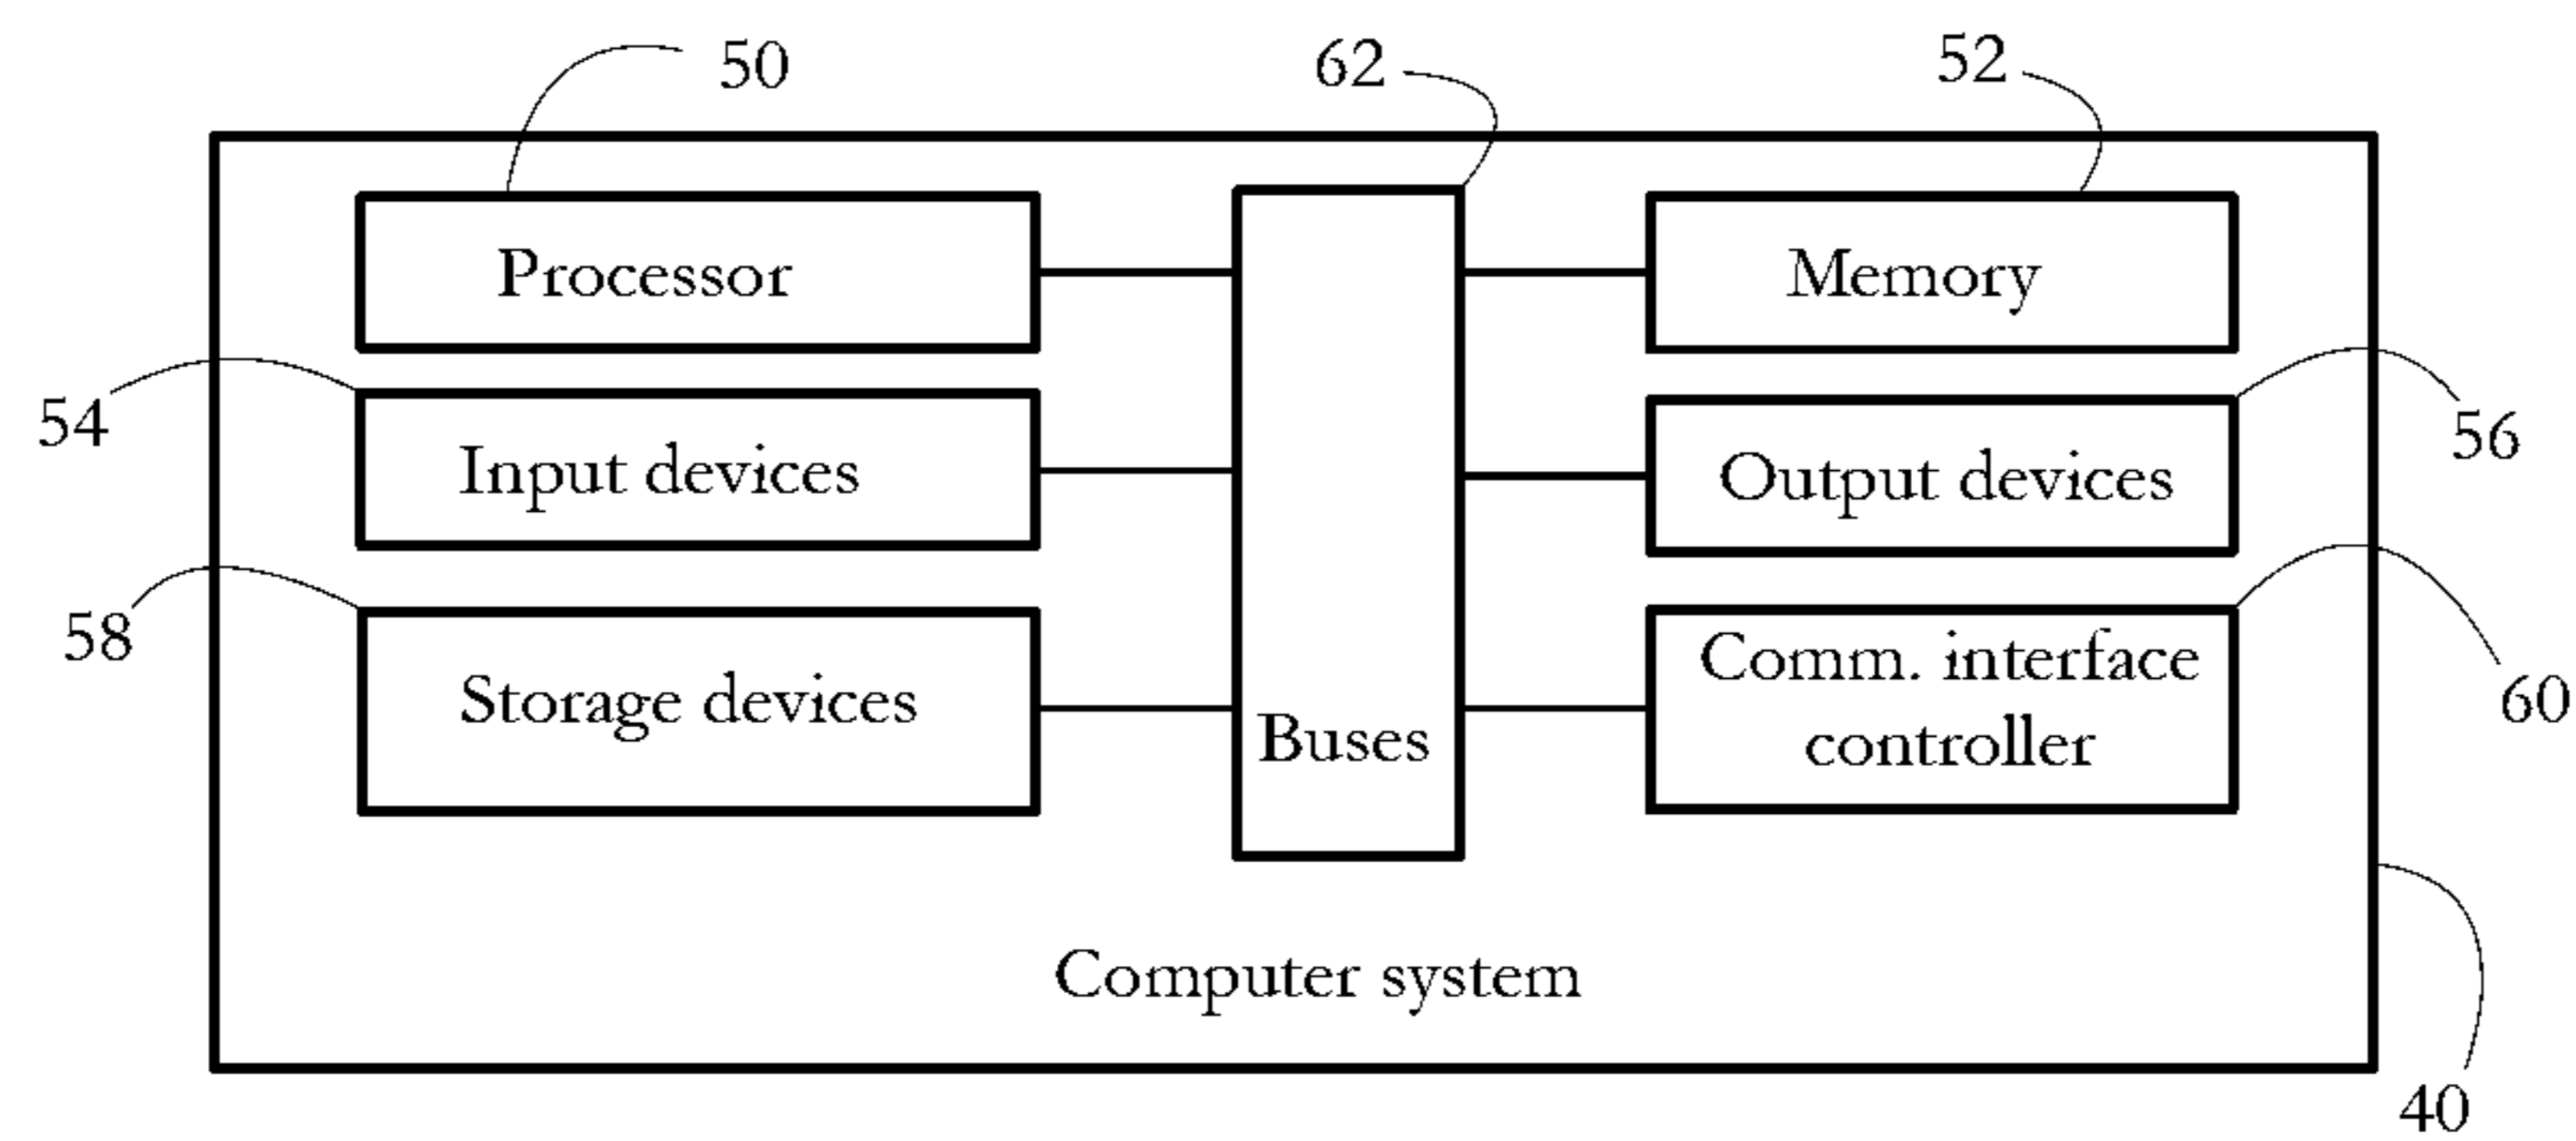 50
62
52
Processor
Memory
54
56
Input devices
Output devices
58
60
Storage devices
Comm. interface
controller
Buses
Computer system
40